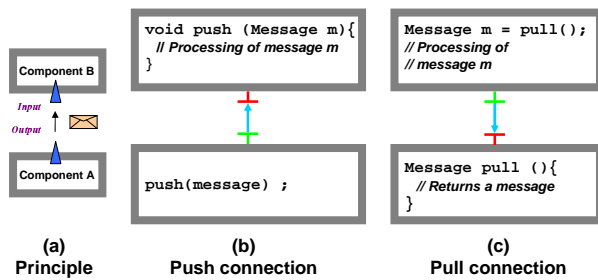 Component B
Input
Output
Component A
(a)
Principle
void push (Message m){
// Processing of message m
}
push(message) ;
(b)
Push connection
Message m = pull();
// Processing of
// message m
Message pull (){
// Returns a message
}
(c)
Pull connection